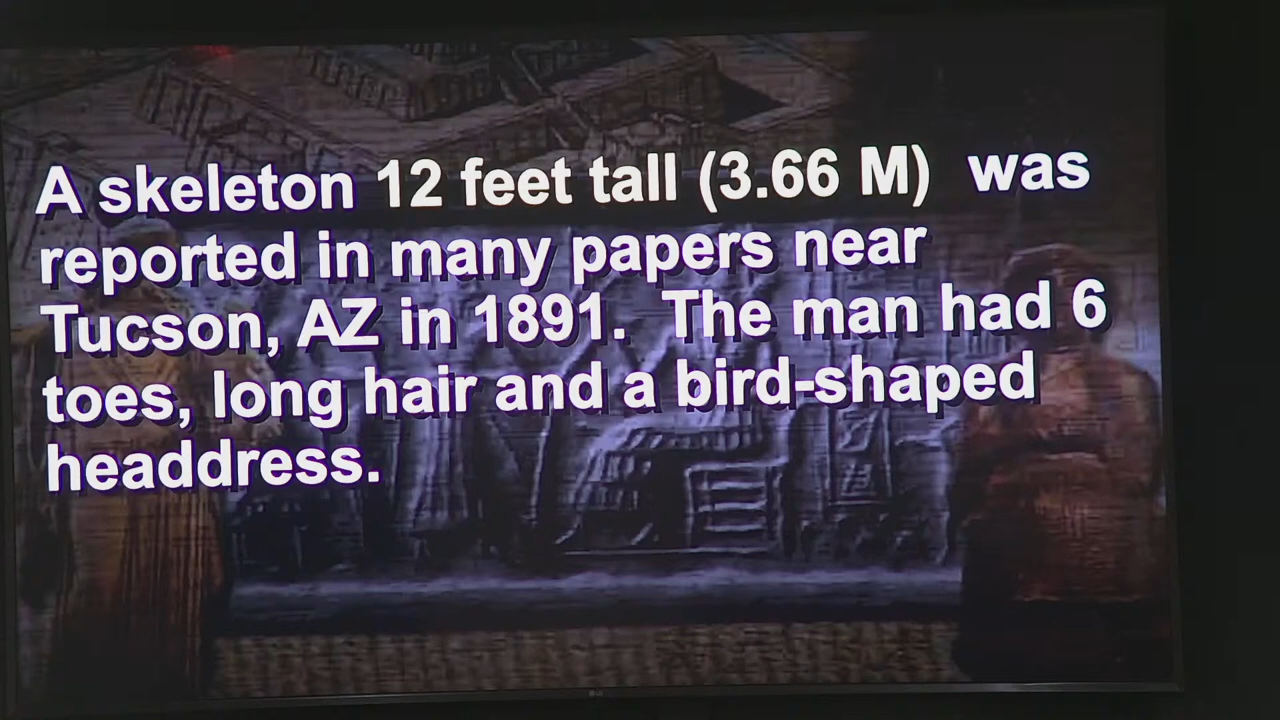 A skeleton 12 feet tall (3.66 M) was
reported in many papers near
Tucson, AZ in 1891. The man had 6
toes, long hair and a bird-shaped
headdress.
LG